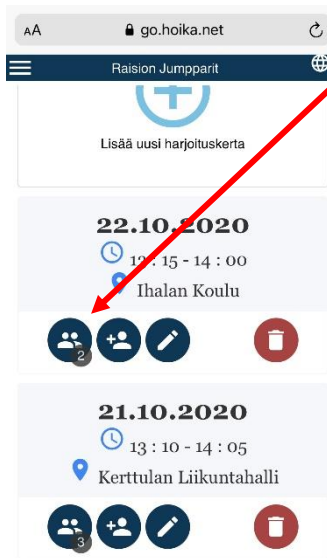 AA go.hoika.net
Raision Jumpparit
Lisää uusi harjoituskerta
22.10.2020
13 : 15 - 14 : 00
Ihalan Koulu
2
21.10.2020
13 : 10 - 14 : 05
Kerttulan Liikuntahalli
3